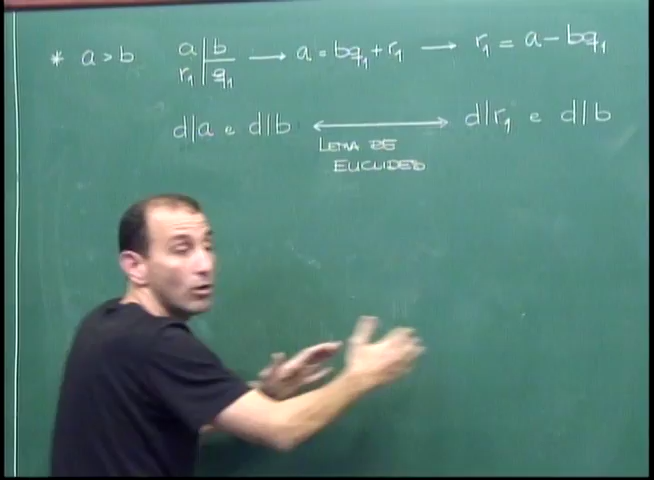 * a > b a | b → a = bq₁ + r₁ → r₁ = a - bq₁
r₁ | q₁
d|a e d|b ↔ d|r₁ e d|b
LEMA DE
EUCLIDES